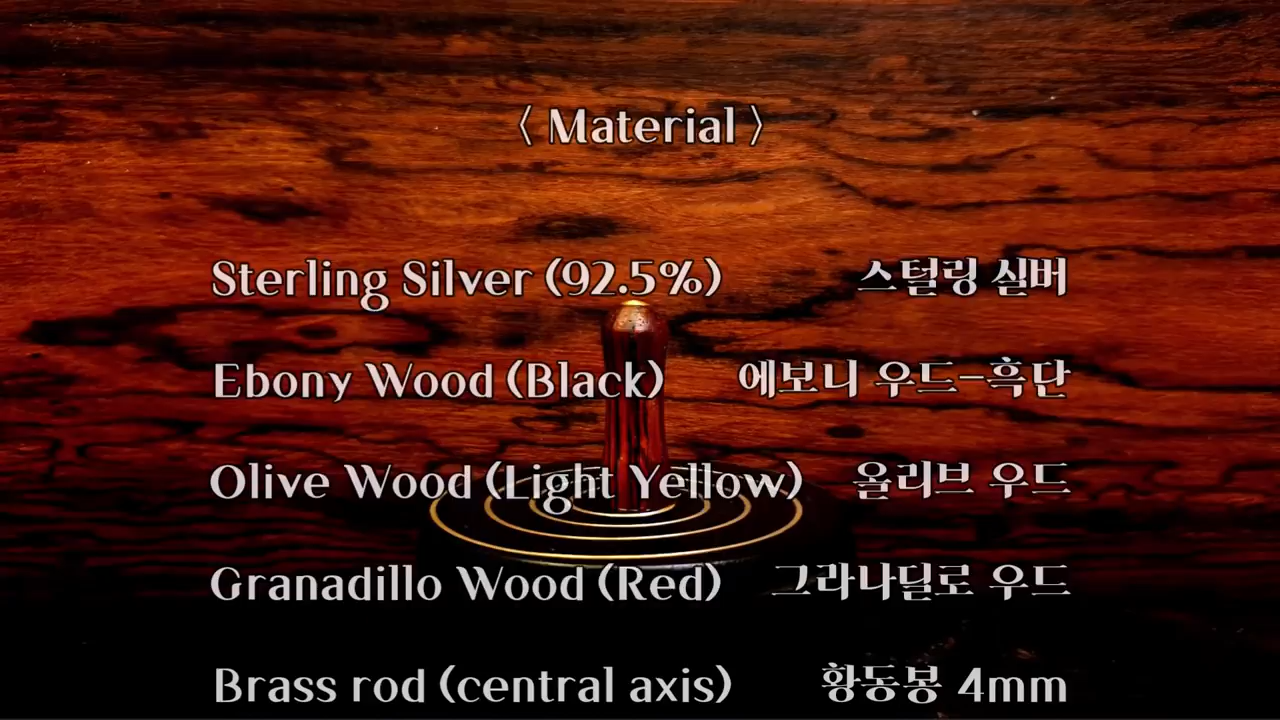 〈 Material 〉
Sterling Silver (92.5%) 스털링 실버
Ebony Wood (Black) 에보니 우드-흑단
Olive Wood (Light Yellow) 올리브 우드
Granadillo Wood (Red) 그라나딜로 우드
Brass rod (central axis) 황동봉 4mm